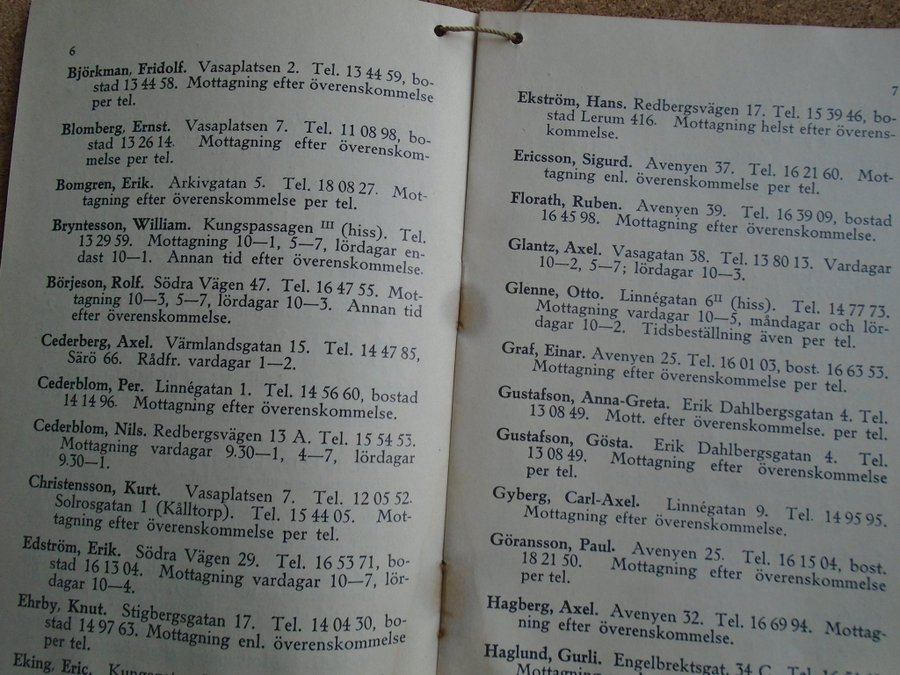 6
Björkman, Fridolf. Vasaplatsen 2. Tel. 13 44 59, bo-
stad 13 44 58. Mottagning efter överenskommelse
per tel.
Blomberg, Ernst. Vasaplatsen 7. Tel. 11 08 98, bo-
stad 13 26 14. Mottagning efter överenskom-
melse per tel.
Bomgren, Erik. Arkivgatan 5. Tel. 18 08 27. Mot-
tagning efter överenskommelse per tel.
Bryntesson, William. Kungspassagen III (hiss). Tel.
13 29 59. Mottagning 10—1, 5—7, lördagar en-
dast 10—1. Annan tid efter överenskommelse.
Börjeson, Rolf. Södra Vägen 47. Tel. 16 47 55. Mot-
tagning 10—3, 5—7, lördagar 10—3. Annan tid
efter överenskommelse.
Cederberg, Axel. Värmlandsgatan 15. Tel. 14 47 85,
Särö 66. Rådfr. vardagar 1—2.
Cederblom, Per. Linnégatan 1. Tel. 14 56 60, bostad
14 14 96. Mottagning efter överenskommelse.
Cederblom, Nils. Redbergsvägen 13 A. Tel. 15 54 53.
Mottagning vardagar 9.30—1, 4—7, lördagar
9.30—1.
Christensson, Kurt. Vasaplatsen 7. Tel. 12 05 52.
Solrosgatan 1 (Kålltorp). Tel. 15 44 05. Mot-
tagning efter överenskommelse per tel.
Edström, Erik. Södra Vägen 29. Tel. 16 53 71, bo-
stad 16 13 04. Mottagning vardagar 10—7, lör-
dagar 10—4.
Ehrby, Knut. Stigbergsgatan 17. Tel. 14 04 30, bo-
stad 14 97 63. Mottagning enl. överenskommelse
per tel.
Eking, Eric.
7
Ekström, Hans. Redbergsvägen 17. Tel. 15 39 46, bo-
stad Lerum 416. Mottagning helst efter överens-
kommelse.
Ericsson, Sigurd. Avenyen 37. Tel. 16 21 60. Mot-
tagning enl. överenskommelse per tel.
Florath, Ruben. Avenyen 39. Tel. 16 39 09, bostad
16 45 98. Mottagning efter överenskommelse.
Glantz, Axel. Vasagatan 38. Tel. 13 80 13. Vardagar
10—2, 5—7; lördagar 10—3.
Glenne, Otto. Linnégatan 6II (hiss). Tel. 14 77 73.
Mottagning vardagar 10—5, måndagar och lör-
dagar 10—2. Tidsbeställning även per tel.
Graf, Einar. Avenyen 25. Tel. 16 01 03, bost. 16 63 53.
Mottagning efter överenskommelse per tel.
Gustafson, Anna-Greta. Erik Dahlbergsgatan 4. Tel.
13 08 49. Mott. efter överenskommelse. per tel.
Gustafson, Gösta. Erik Dahlbergsgatan 4. Tel.
13 08 49. Mottagning efter överenskommelse
per tel.
Gyberg, Carl-Axel. Linnégatan 9. Tel. 14 95 95.
Mottagning efter överenskommelse.
Göransson, Paul. Avenyen 25. Tel. 16 15 04, bost.
18 21 50. Mottagning efter överenskommelse
per tel.
Hagberg, Axel. Avenyen 32. Tel. 16 69 94. Mottag-
ning efter överenskommelse.
Haglund, Gurli. Engelbrektsgat. 34 C. Tel.